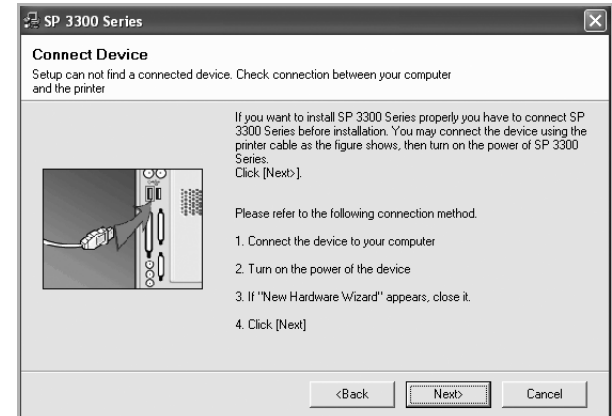 SP 3300 Series
Connect Device
Setup can not find a connected device. Check connection between your computer
and the printer
If you want to install SP 3300 Series properly you have to connect SP
3300 Series before installation. You may connect the device using the
printer cable as the figure shows, then turn on the power of SP 3300
Series.
Click [Next>].
Please refer to the following connection method.
1. Connect the device to your computer
2. Turn on the power of the device
3. If "New Hardware Wizard" appears, close it.
4. Click [Next]
<Back
Next>
Cancel